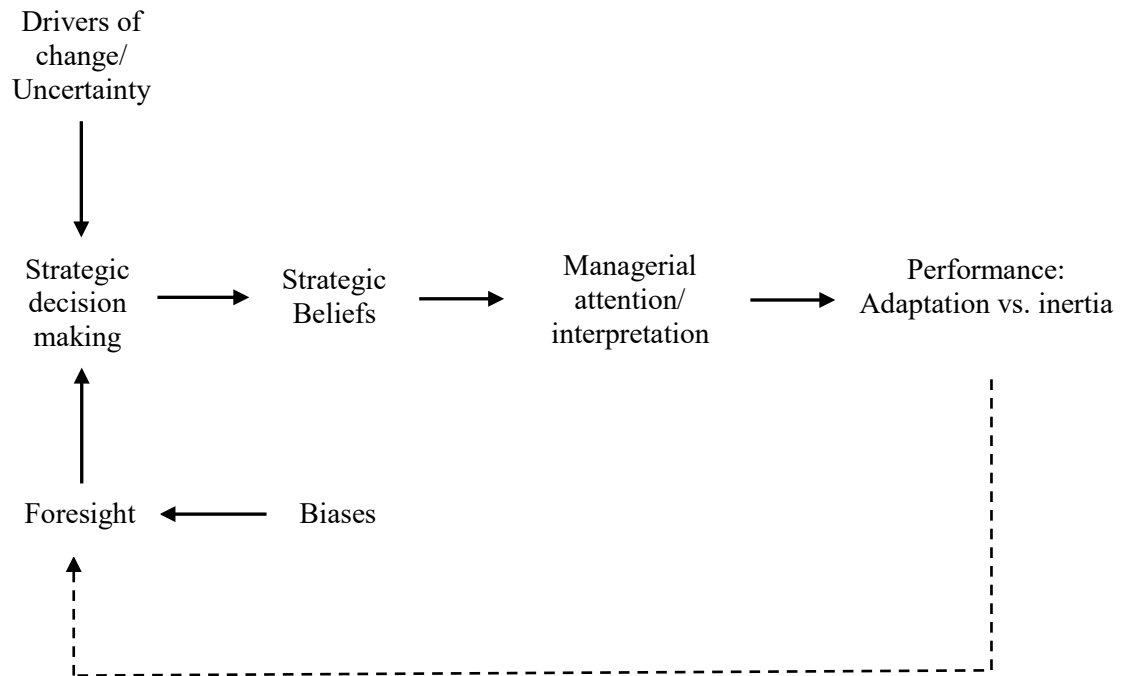 Drivers of
change/
Uncertainty
Strategic
decision
making
Strategic
Beliefs
Managerial
attention/
interpretation
Performance:
Adaptation vs. inertia
Foresight
Biases